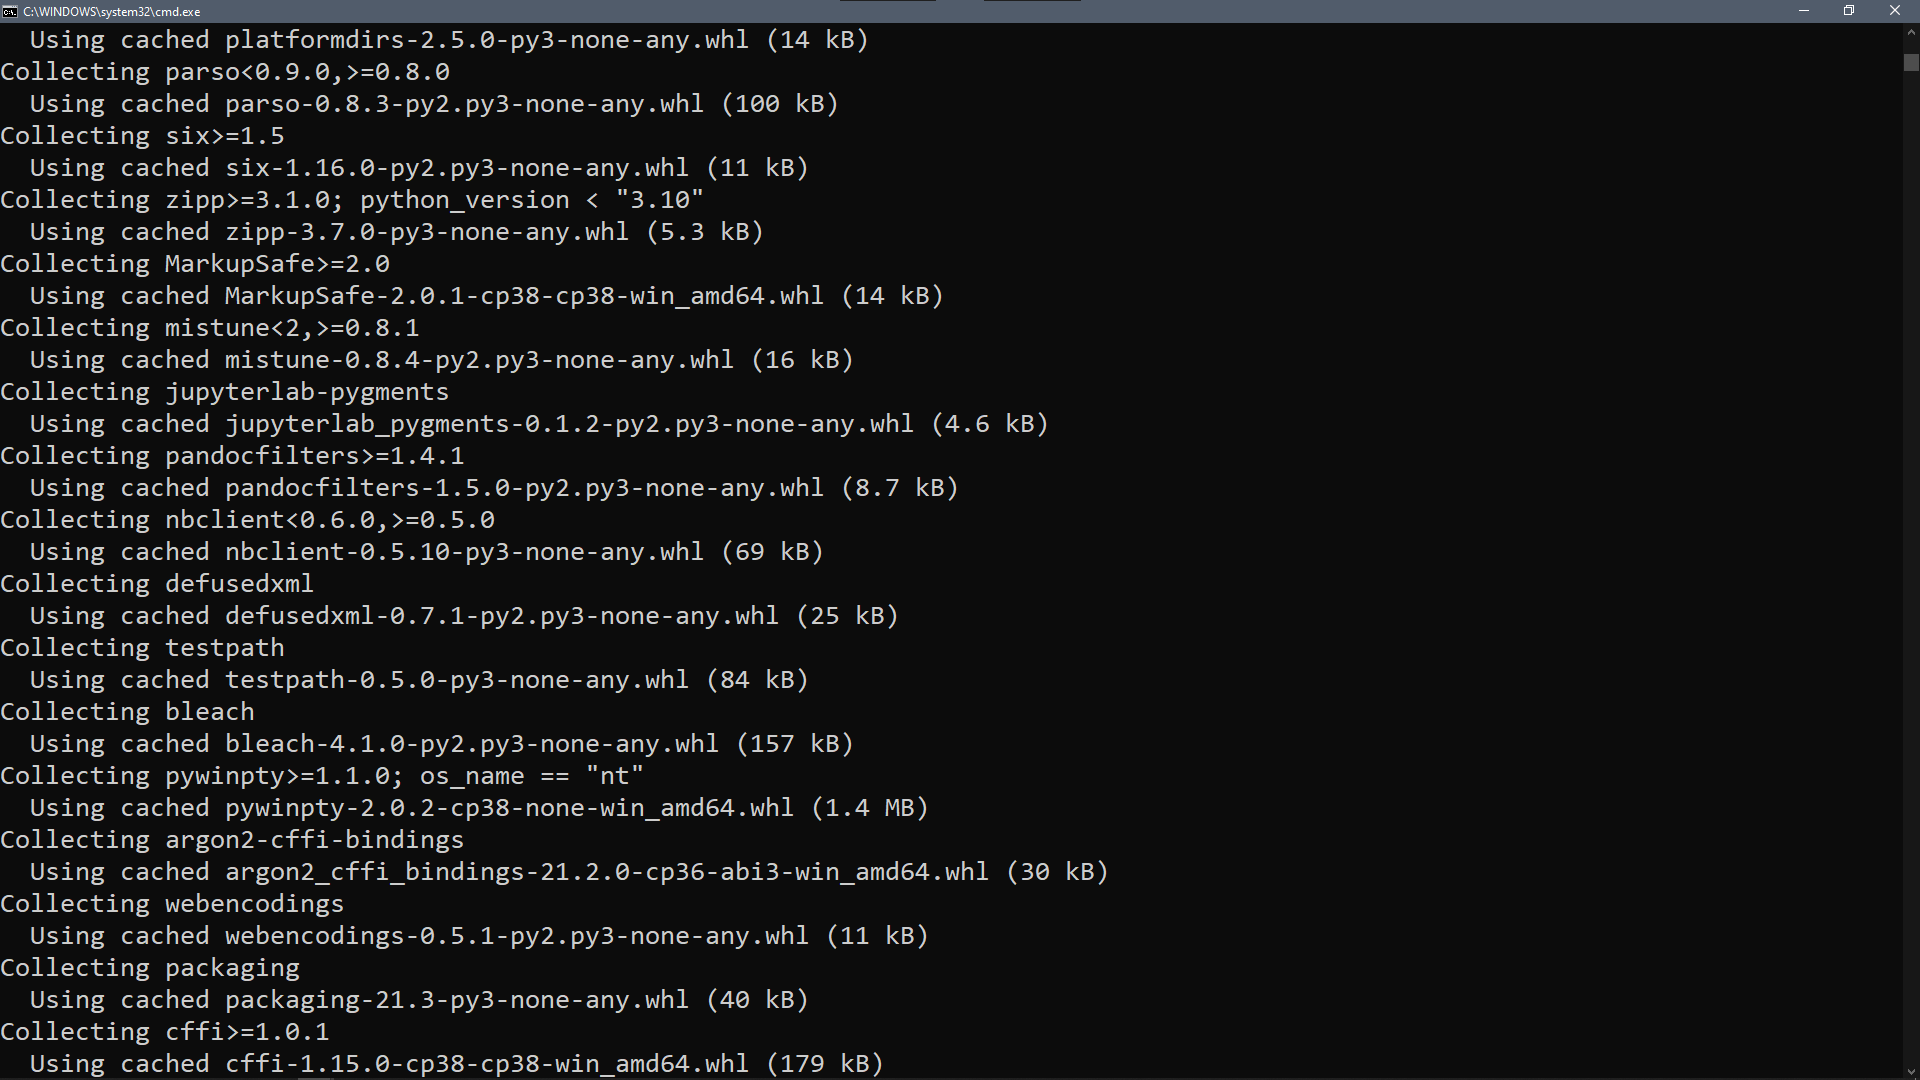 C:\WINDOWS\system32\cmd.exe
Using cached platformdirs-2.5.0-py3-none-any.whl (14 kB)
Collecting parso<0.9.0,>=0.8.0
Using cached parso-0.8.3-py2.py3-none-any.whl (100 kB)
Collecting six>=1.5
Using cached six-1.16.0-py2.py3-none-any.whl (11 kB)
Collecting zipp>=3.1.0; python_version < "3.10"
Using cached zipp-3.7.0-py3-none-any.whl (5.3 kB)
Collecting MarkupSafe>=2.0
Using cached MarkupSafe-2.0.1-cp38-cp38-win_amd64.whl (14 kB)
Collecting mistune<2,>=0.8.1
Using cached mistune-0.8.4-py2.py3-none-any.whl (16 kB)
Collecting jupyterlab-pygments
Using cached jupyterlab_pygments-0.1.2-py2.py3-none-any.whl (4.6 kB)
Collecting pandocfilters>=1.4.1
Using cached pandocfilters-1.5.0-py2.py3-none-any.whl (8.7 kB)
Collecting nbclient<0.6.0,>=0.5.0
Using cached nbclient-0.5.10-py3-none-any.whl (69 kB)
Collecting defusedxml
Using cached defusedxml-0.7.1-py2.py3-none-any.whl (25 kB)
Collecting testpath
Using cached testpath-0.5.0-py3-none-any.whl (84 kB)
Collecting bleach
Using cached bleach-4.1.0-py2.py3-none-any.whl (157 kB)
Collecting pywinpty>=1.1.0; os_name == "nt"
Using cached pywinpty-2.0.2-cp38-none-win_amd64.whl (1.4 MB)
Collecting argon2-cffi-bindings
Using cached argon2_cffi_bindings-21.2.0-cp36-abi3-win_amd64.whl (30 kB)
Collecting webencodings
Using cached webencodings-0.5.1-py2.py3-none-any.whl (11 kB)
Collecting packaging
Using cached packaging-21.3-py3-none-any.whl (40 kB)
Collecting cffi>=1.0.1
Using cached cffi-1.15.0-cp38-cp38-win_amd64.whl (179 kB)